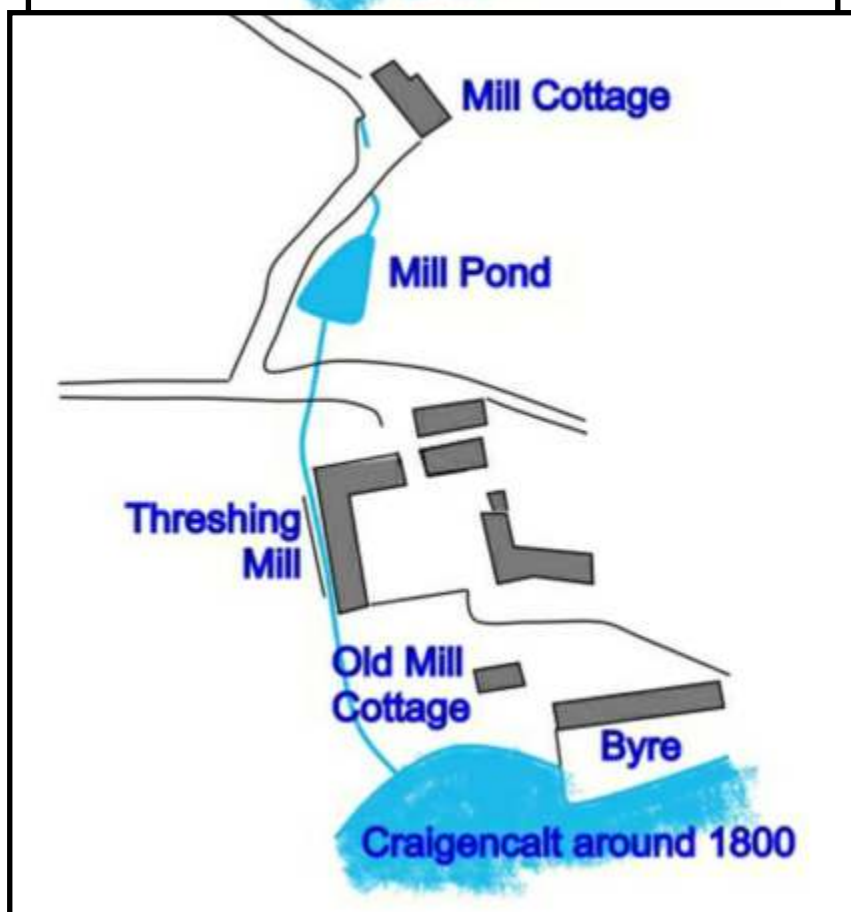 Mill Cottage
Mill Pond
Threshing
Mill
Old Mill
Cottage
Byre
Craigencalt around 1800